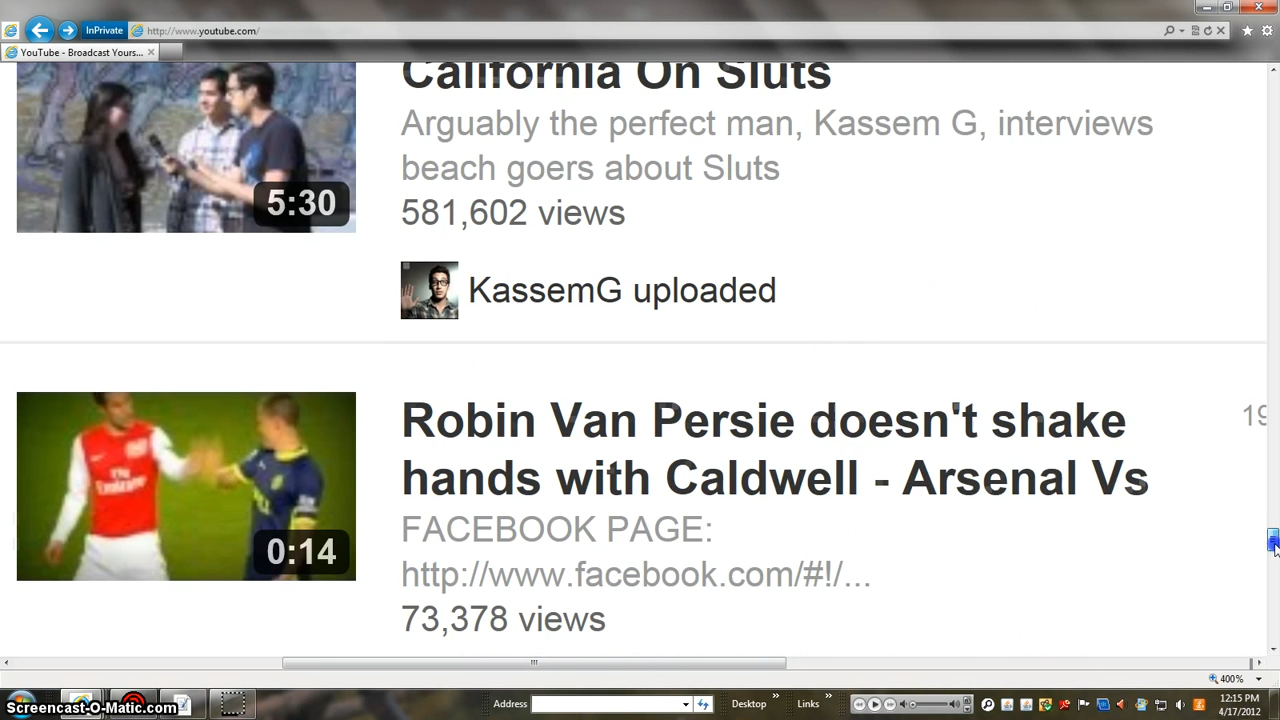 InPrivate
http://www.youtube.com/
YouTube - Broadcast Yours...
California On Sluts
Arguably the perfect man, Kassem G, interviews
beach goers about Sluts
581,602 views
5:30
KassemG uploaded
Robin Van Persie doesn't shake
hands with Caldwell - Arsenal Vs
19
FACEBOOK PAGE:
http://www.facebook.com/#!/...
73,378 views
Fly
Emirates
0:14
400%
Address
Desktop
Links
12:15 PM
4/17/2012
Screencast-O-Matic.com